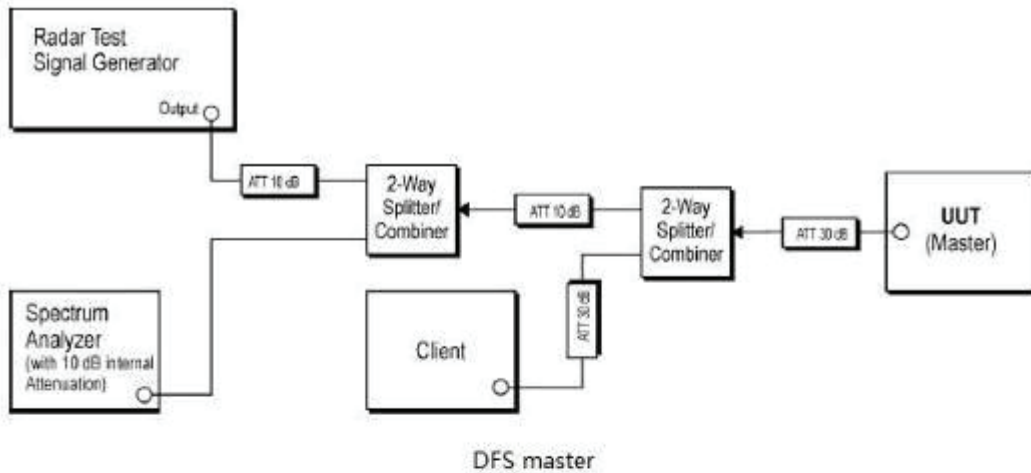 Radar Test
Signal Generator
Output
ATT 10 dB
2-Way
Splitter/
Combiner
ATT 10 dB
2-Way
Splitter/
Combiner
ATT 30 dB
UUT
(Master)
Spectrum
Analyzer
(with 10 dB internal
Attenuation)
Client
ATT 30 dB
DFS master